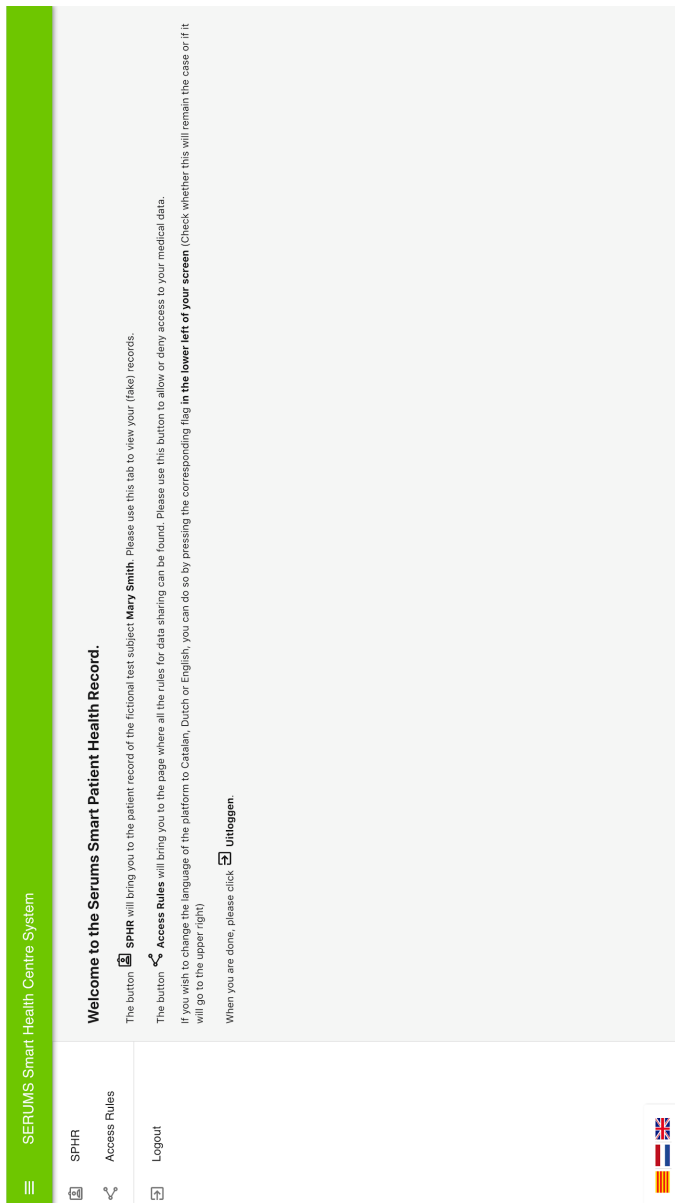 SERUMS Smart Health Centre System
SPHR
Access Rules
Logout
Welcome to the Serums Smart Patient Health Record.
The button SPHR will bring you to the patient record of the fictional test subject Mary Smith. Please use this tab to view your (fake) records.
The button Access Rules will bring you to the page where all the rules for data sharing can be found. Please use this button to allow or deny access to your medical data.
If you wish to change the language of the platform to Catalan, Dutch or English, you can do so by pressing the corresponding flag in the lower left of your screen (Check whether this will remain the case or if it
will go to the upper right)
When you are done, please click Uitloggen.